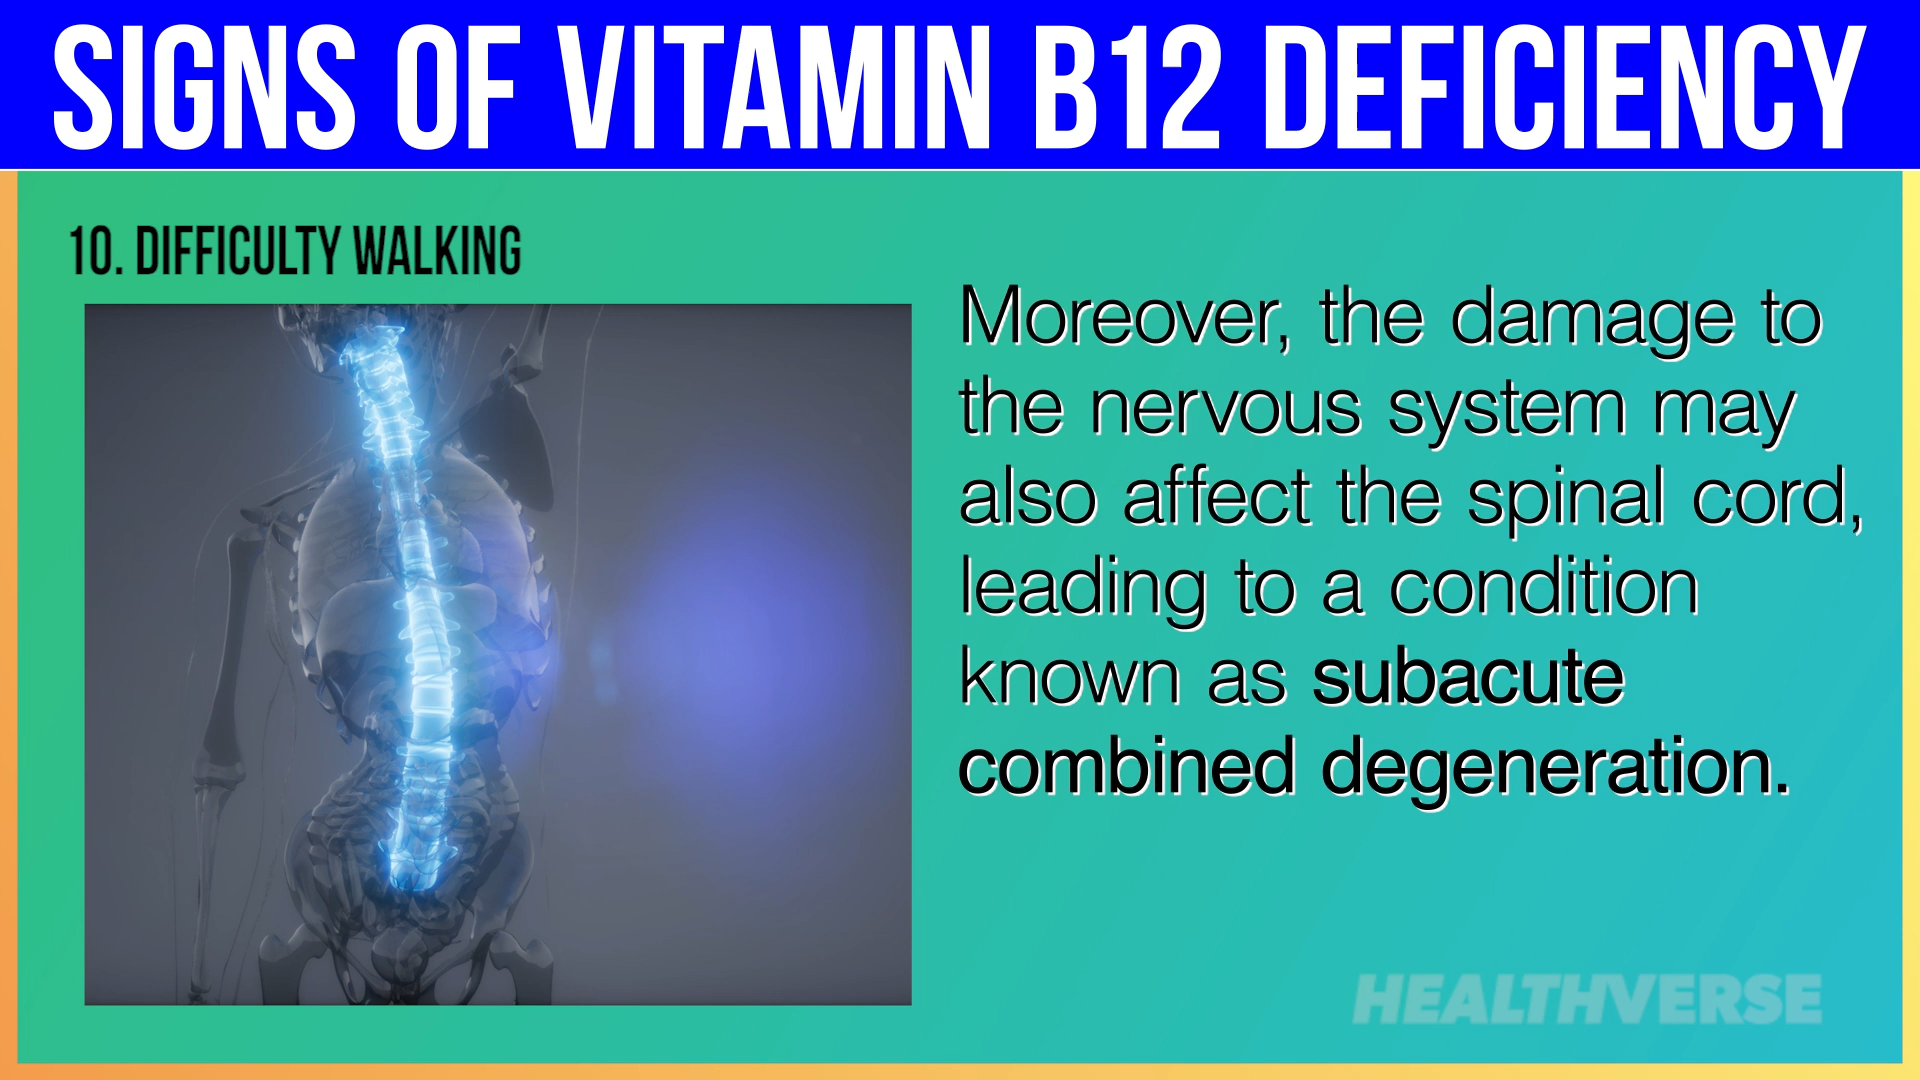 SIGNS OF VITAMIN B12 DEFICIENCY
10. DIFFICULTY WALKING
Moreover, the damage to
the nervous system may
also affect the spinal cord,
leading to a condition
known as subacute
combined degeneration.
HEALTHVERSE